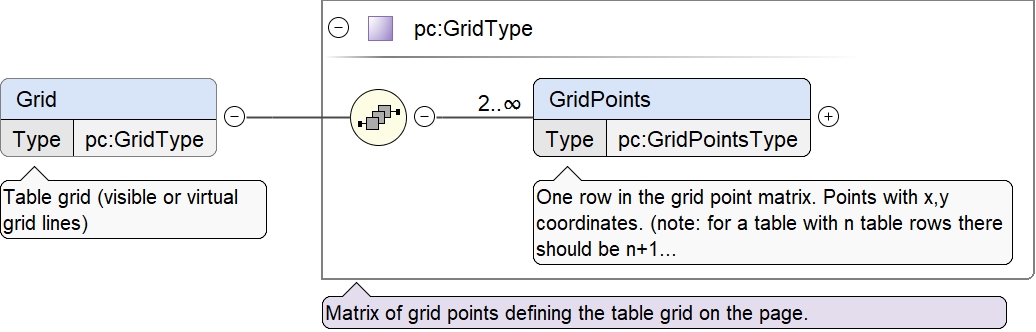 pc:GridType
Grid
Type pc:GridType
2..∞
GridPoints
Type pc:GridPointsType
Table grid (visible or virtual
grid lines)
One row in the grid point matrix. Points with x,y
coordinates. (note: for a table with n table rows there
should be n+1...
Matrix of grid points defining the table grid on the page.